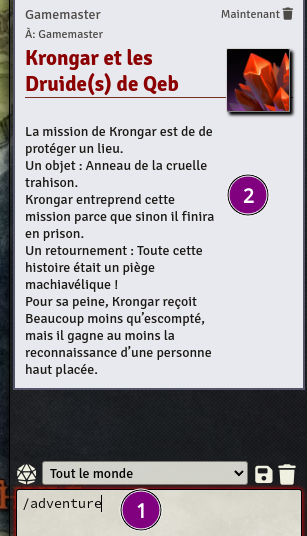 Gamemaster
Maintenant
À: Gamemaster
Krongar et les
Druide(s) de Qeb
La mission de Krongar est de de
protéger un lieu.
Un objet : Anneau de la cruelle
trahison.
Krongar entreprend cette
mission parce que sinon il finira
en prison.
Un retournement : Toute cette
histoire était un piège
machiavélique !
Pour sa peine, Krongar reçoit
Beaucoup moins qu'escompté,
mais il gagne au moins la
reconnaissance d'une personne
haut placée.
2
Tout le monde
/adventure
1